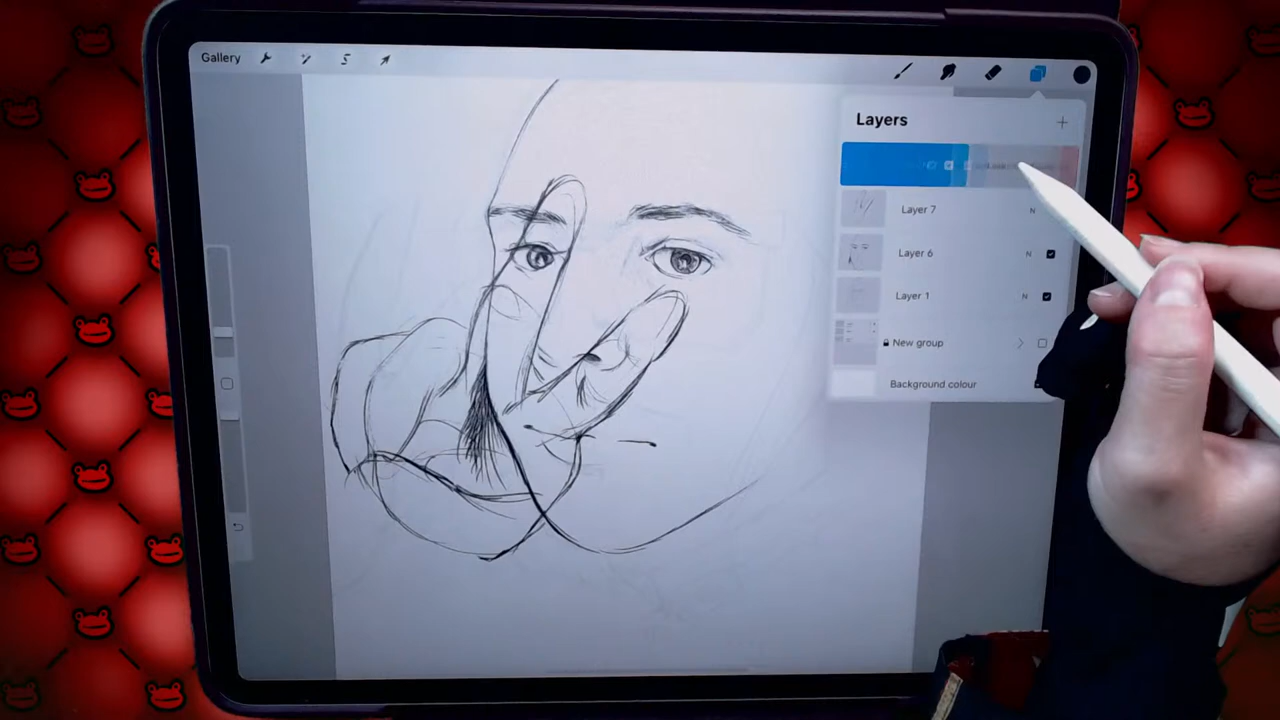 Gallery
Layers
Layer 7
N
Layer 6
N
Layer 1
N
New group
Background colour